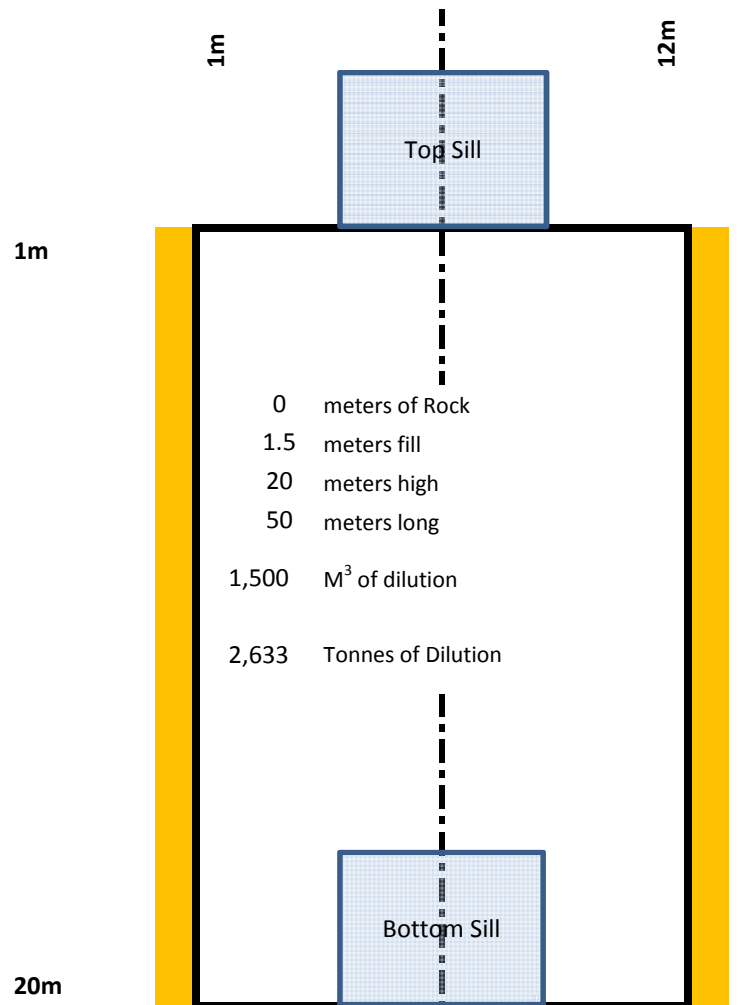 1m 12m
Top Sill
1m
0 meters of Rock
1.5 meters fill
20 meters high
50 meters long
1,500 M³ of dilution
2,633 Tonnes of Dilution
Bottom Sill
20m